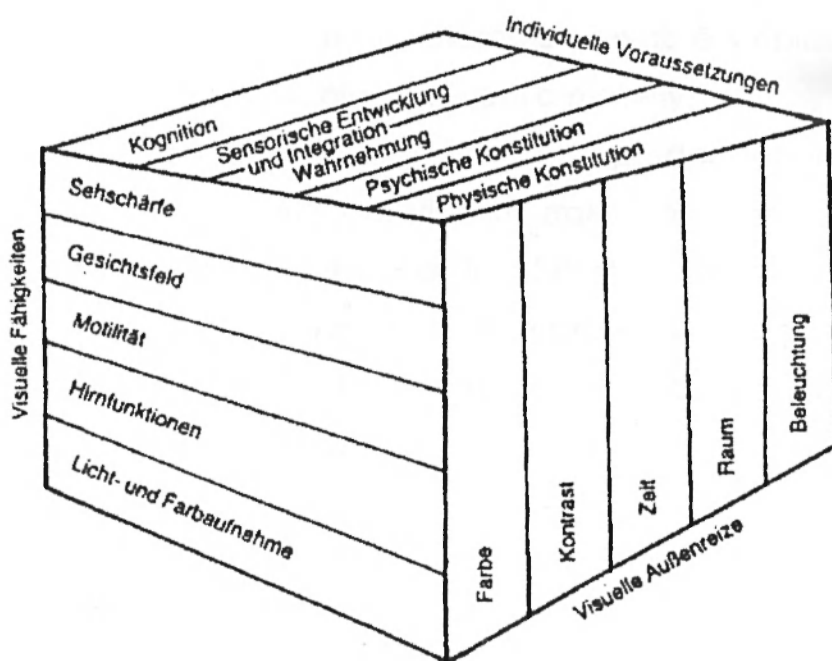 Individuelle Voraussetzungen
Kognition
Sensorische Entwicklung
und Integration
Wahrnehmung
Psychische Konstitution
Physische Konstitution
Visuelle Fähigkeiten
Sehschärfe
Gesichtsfeld
Motilität
Hirnfunktionen
Licht- und Farbaufnahme
Farbe
Kontrast
Zeit
Raum
Beleuchtung
Visuelle Außenreize